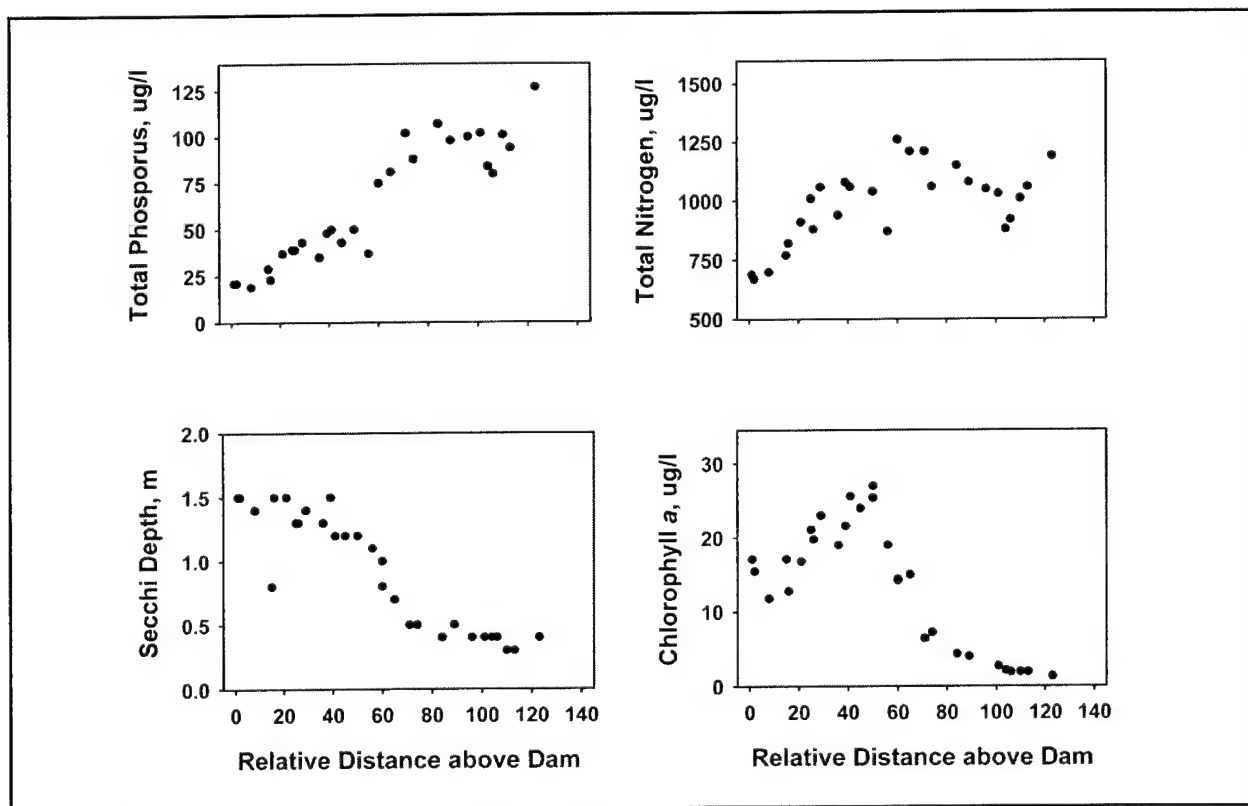 Total Phosporus, ug/l
125
100
75
50
25
0
Total Nitrogen, ug/l
1500
1250
1000
750
500
Secchi Depth, m
2.0
1.5
1.0
0.5
0.0
0 20 40 60 80 100 120 140
Relative Distance above Dam
Chlorophyll a, ug/l
30
20
10
0
0 20 40 60 80 100 120 140
Relative Distance above Dam